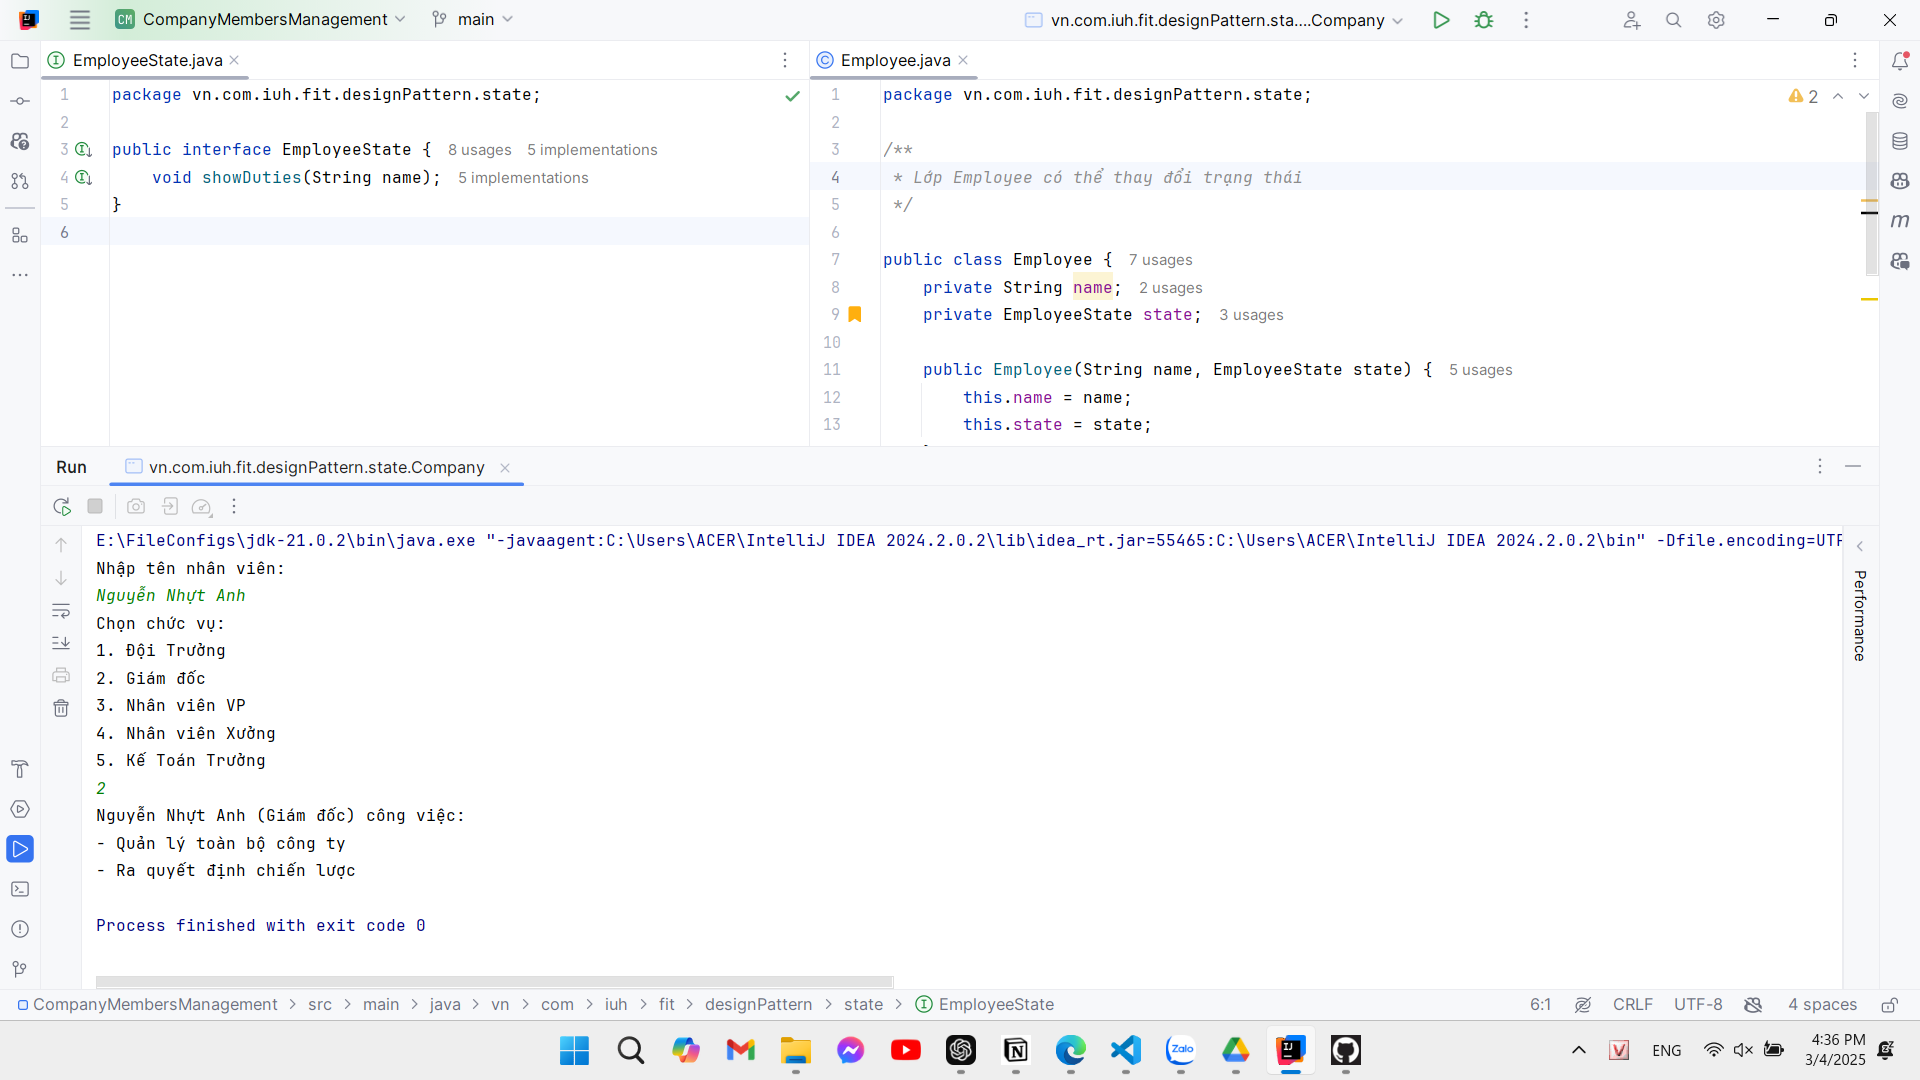 CM CompanyMembersManagement main vn.com.iuh.fit.designPattern.sta....Company
EmployeeState.java
1 package vn.com.iuh.fit.designPattern.state;
2
3 public interface EmployeeState { 8 usages 5 implementations
4 void showDuties(String name); 5 implementations
5 }
6
Employee.java
2
1 package vn.com.iuh.fit.designPattern.state;
2
3 /**
4 * Lớp Employee có thể thay đổi trạng thái
5 */
6
7 public class Employee { 7 usages
8 private String name; 2 usages
9 private EmployeeState state; 3 usages
10
11 public Employee(String name, EmployeeState state) { 5 usages
12 this.name = name;
13 this.state = state;
Run vn.com.iuh.fit.designPattern.state.Company
E:\FileConfigs\jdk-21.0.2\bin\java.exe "-javaagent:C:\Users\ACER\IntelliJ IDEA 2024.2.0.2\lib\idea_rt.jar=55465:C:\Users\ACER\IntelliJ IDEA 2024.2.0.2\bin" -Dfile.encoding=UTF
Nhập tên nhân viên:
Nguyễn Nhựt Anh
Chọn chức vụ:
1. Đội Trưởng
2. Giám đốc
3. Nhân viên VP
4. Nhân viên Xưởng
5. Kế Toán Trưởng
2
Nguyễn Nhựt Anh (Giám đốc) công việc:
- Quản lý toàn bộ công ty
- Ra quyết định chiến lược
Process finished with exit code 0
Performance
CompanyMembersManagement > src > main > java > vn > com > iuh > fit > designPattern > state > EmployeeState
6:1 CRLF UTF-8 4 spaces
Zalo
ENG
4:36 PM
3/4/2025